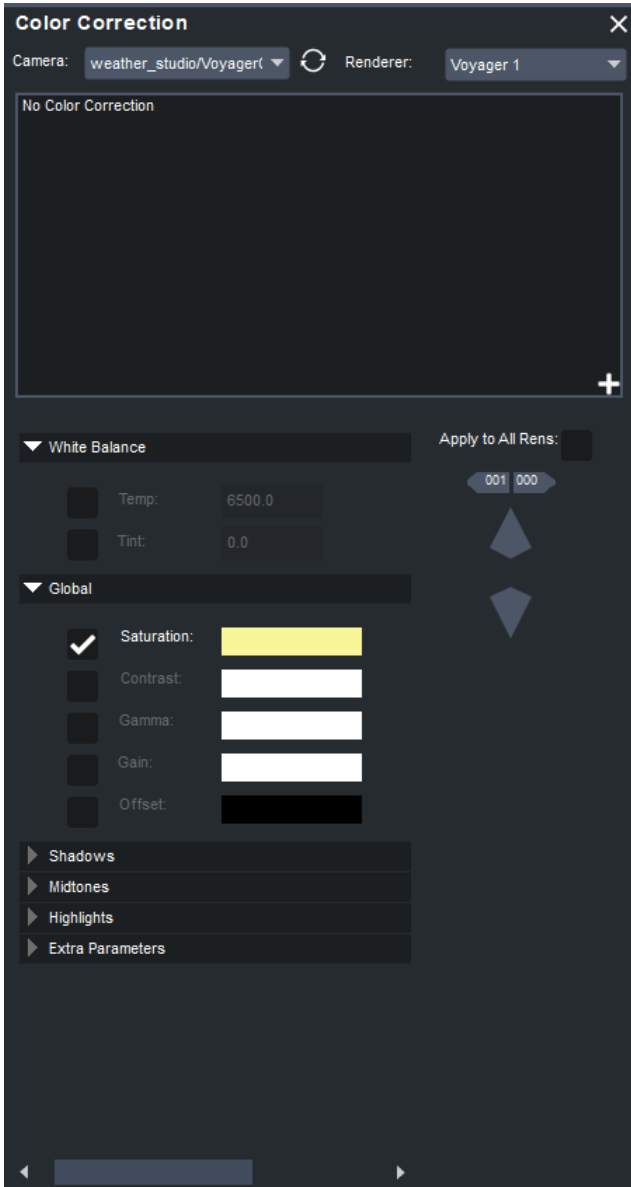 Color Correction
Camera: weather_studio/Voyager( Renderer: Voyager 1
No Color Correction
White Balance
Apply to All Rens:
001 000
Temp: 6500.0
Tint: 0.0
Global
Saturation:
Contrast:
Gamma:
Gain:
Offset:
Shadows
Midtones
Highlights
Extra Parameters